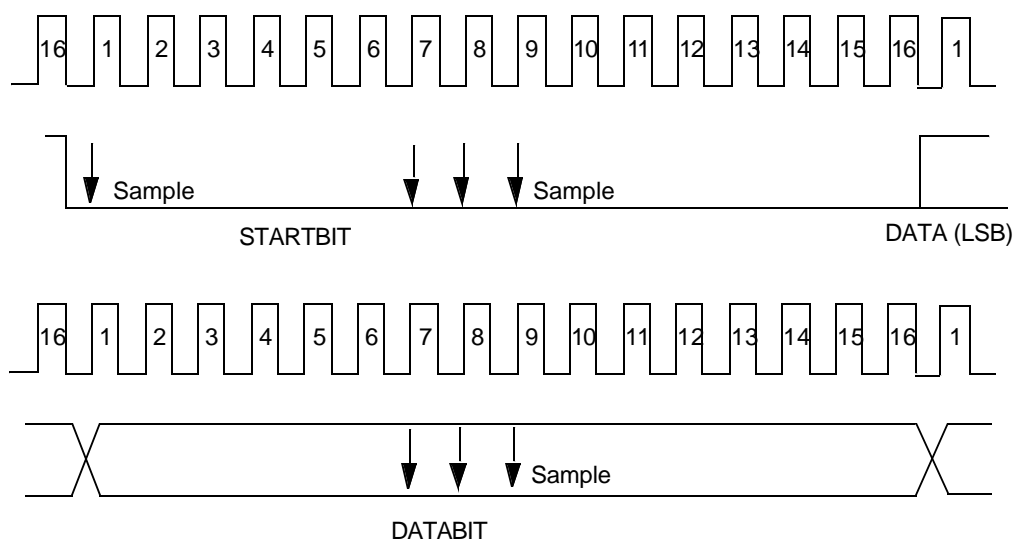 16 1 2 3 4 5 6 7 8 9 10 11 12 13 14 15 16 1
Sample Sample
STARTBIT DATA (LSB)
16 1 2 3 4 5 6 7 8 9 10 11 12 13 14 15 16 1
Sample
DATABIT